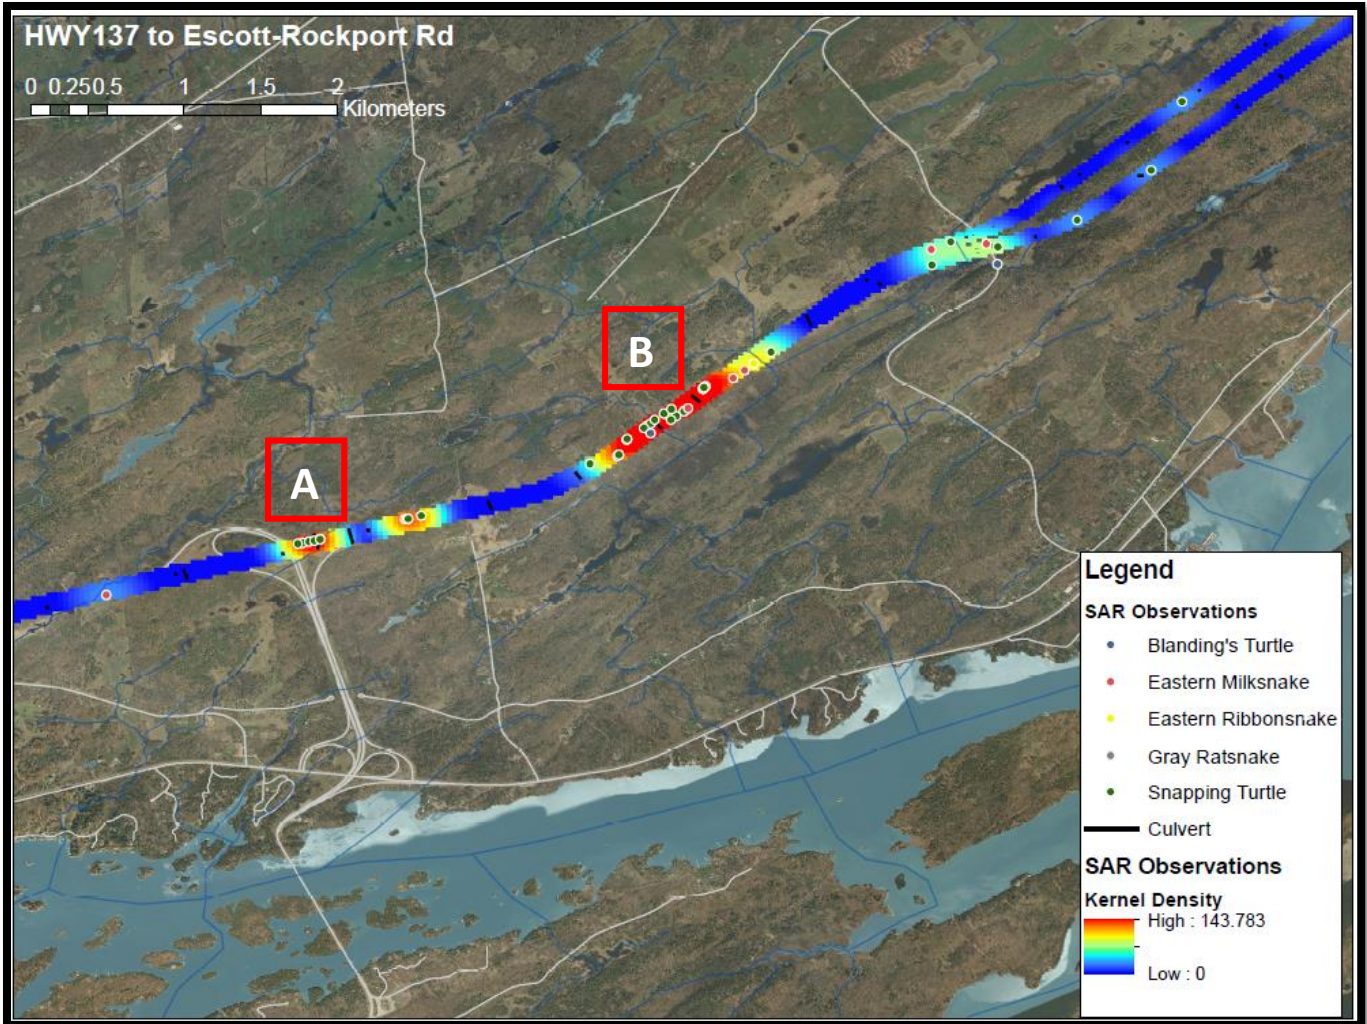 HWY137 to Escott-Rockport Rd
0 0.250.5 1 1.5 2
Kilometers
B
A
Legend
SAR Observations
Blanding's Turtle
Eastern Milksnake
Eastern Ribbonsnake
Gray Ratsnake
Snapping Turtle
Culvert
SAR Observations
Kernel Density
High : 143.783
Low : 0